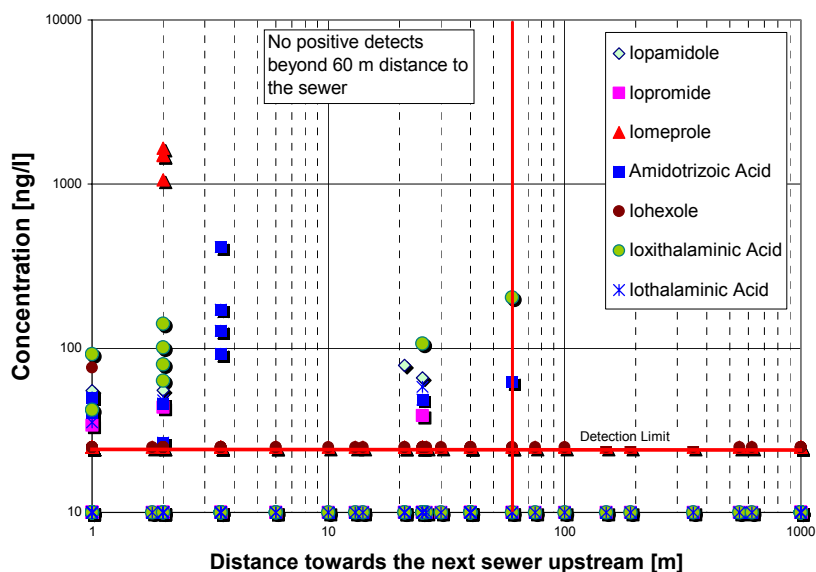 10000
1000
100
10
Concentration [ng/l]
No positive detects
beyond 60 m distance to
the sewer
Iopamidole
Iopromide
Iomeprole
Amidotrizoic Acid
Iohexole
Ioxithalaminic Acid
Iothalaminic Acid
Detection Limit
1 10 100 1000
Distance towards the next sewer upstream [m]